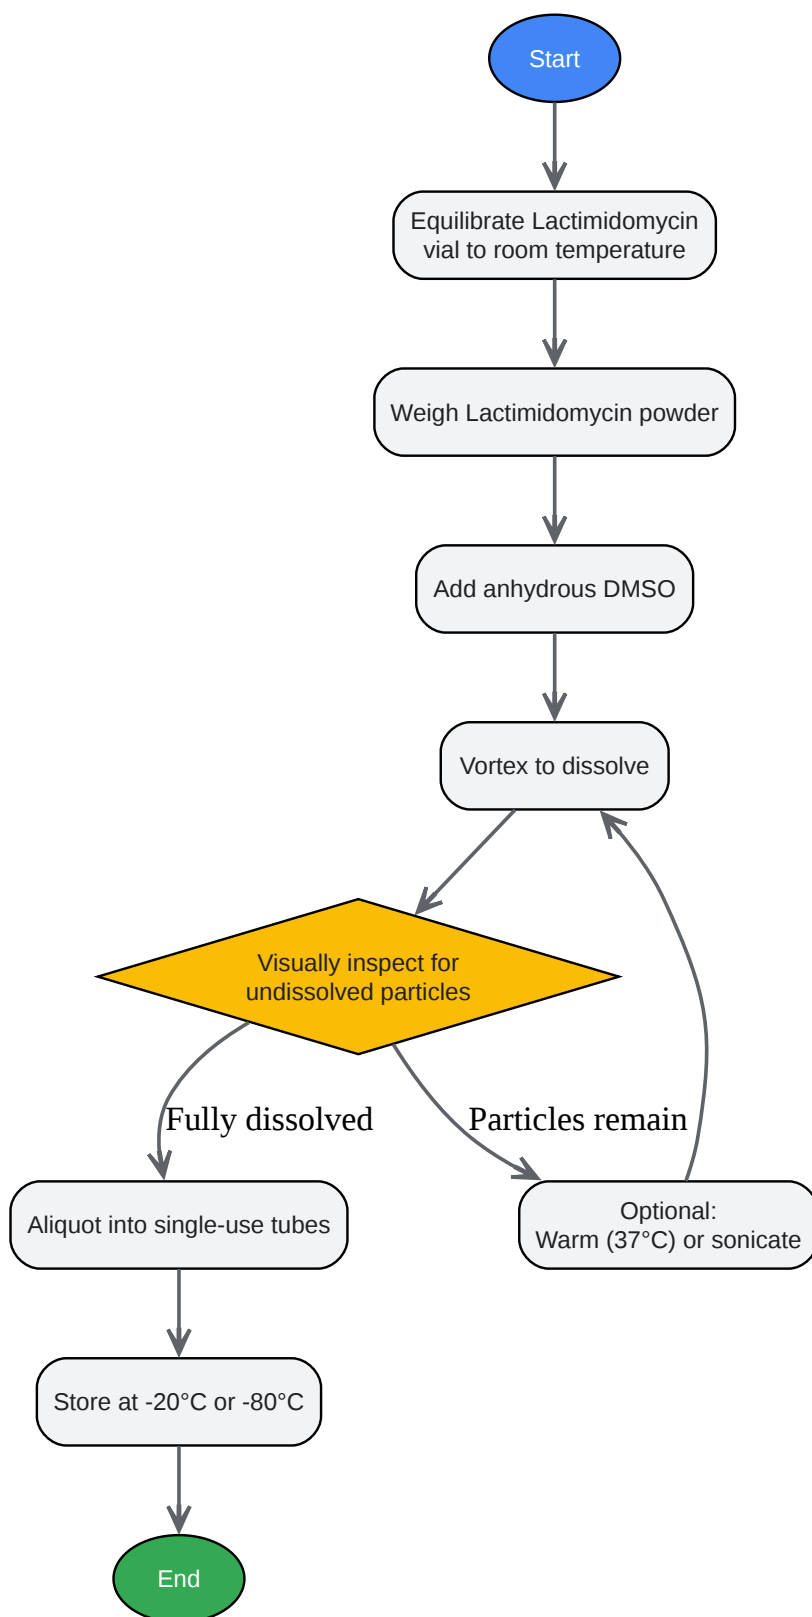 Start
Equilibrate Lactimidomycin
vial to room temperature
Weigh Lactimidomycin powder
Add anhydrous DMSO
Vortex to dissolve
Visually inspect for
undissolved particles
Fully dissolved
Particles remain
Aliquot into single-use tubes
Optional:
Warm (37°C) or sonicate
Store at -20°C or -80°C
End